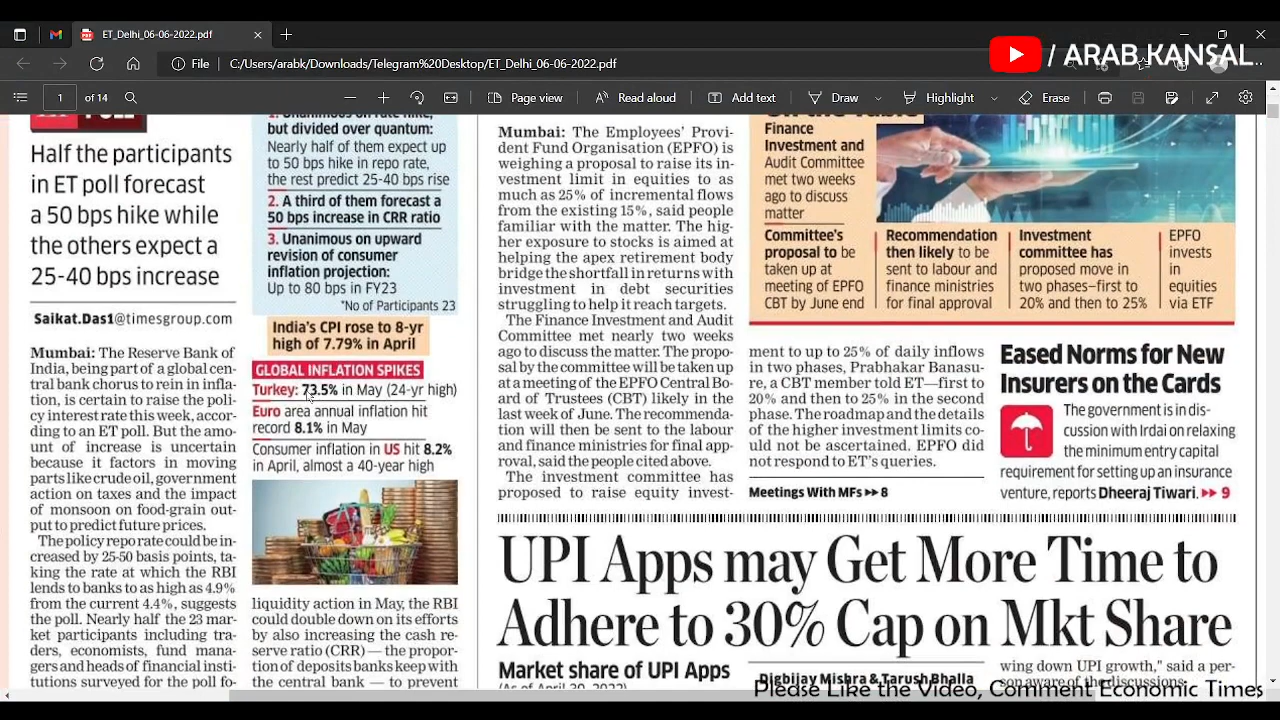 ET_Delhi_06-06-2022.pdf
File
C:/Users/arabk/Downloads/Telegram%20Desktop/ET_Delhi_06-06-2022.pdf
/ ARAB KANSAL
1 of 14
Page view
Read aloud
Add text
Draw
Highlight
Erase
Half the participants
in ET poll forecast
a 50 bps hike while
the others expect a
25-40 bps increase
Saikat.Das1@timesgroup.com
Mumbai: The Reserve Bank of
India, being part of a global cen-
tral bank chorus to rein in infla-
tion, is certain to raise the poli-
cy interest rate this week, accor-
ding to an ET poll. But the amo-
unt of increase is uncertain
because it factors in moving
parts like crude oil, government
action on taxes and the impact
of monsoon on food-grain out-
put to predict future prices.
The policy repo rate could be in-
creased by 25-50 basis points, ta-
king the rate at which the RBI
lends to banks to as high as 4.9%
from the current 4.4%, suggests
the poll. Nearly half the 23 mar-
ket participants including tra-
ders, economists, fund mana-
gers and heads of financial insti-
tutions surveyed for the poll fo-
1. Unanimous on rate hike,
but divided over quantum:
Nearly half of them expect up
to 50 bps hike in repo rate,
the rest predict 25-40 bps rise
2. A third of them forecast a
50 bps increase in CRR ratio
3. Unanimous on upward
revision of consumer
inflation projection:
Up to 80 bps in FY23
*No of Participants 23
India's CPI rose to 8-yr
high of 7.79% in April
GLOBAL INFLATION SPIKES
Turkey: 73.5% in May (24-yr high)
Euro area annual inflation hit
record 8.1% in May
Consumer inflation in US hit 8.2%
in April, almost a 40-year high
liquidity action in May, the RBI
could double down on its efforts
by also increasing the cash re-
serve ratio (CRR) — the propor-
tion of deposits banks keep with
the central bank — to prevent
Mumbai: The Employees' Provi-
dent Fund Organisation (EPFO) is
weighing a proposal to raise its in-
vestment limit in equities to as
much as 25% of incremental flows
from the existing 15%, said people
familiar with the matter. The hig-
her exposure to stocks is aimed at
helping the apex retirement body
bridge the shortfall in returns with
investment in debt securities
struggling to help it reach targets.
The Finance Investment and Audit
Committee met nearly two weeks
ago to discuss the matter. The propo-
sal by the committee will be taken up
at a meeting of the EPFO Central Bo-
ard of Trustees (CBT) likely in the
last week of June. The recommenda-
tion will then be sent to the labour
and finance ministries for final app-
roval, said the people cited above.
The investment committee has
proposed to raise equity invest-
Finance
Investment and
Audit Committee
met two weeks
ago to discuss
matter
Committee's
proposal to be
taken up at
meeting of EPFO
CBT by June end
Recommendation
then likely to be
sent to labour and
finance ministries
for final approval
Investment
committee has
proposed move in
two phases–first to
20% and then to 25%
EPFO
invests
in
equities
via ETF
ment to up to 25% of daily inflows
in two phases, Prabhakar Banasu-
re, a CBT member told ET—first to
20% and then to 25% in the second
phase. The roadmap and the details
of the higher investment limits co-
uld not be ascertained. EPFO did
not respond to ET's queries.
Meetings With MFs ▸▸ 8
Eased Norms for New
Insurers on the Cards
The government is in dis-
cussion with Irdai on relaxing
the minimum entry capital
requirement for setting up an insurance
venture, reports Dheeraj Tiwari. ▸▸ 9
UPI Apps may Get More Time to
Adhere to 30% Cap on Mkt Share
Market share of UPI Apps
(As of April 30, 2022)
Digbijay Mishra & Tarush Bhalla
wing down UPI growth," said a per-
son aware of the discussions.
Please Like the Video, Comment Economic Times